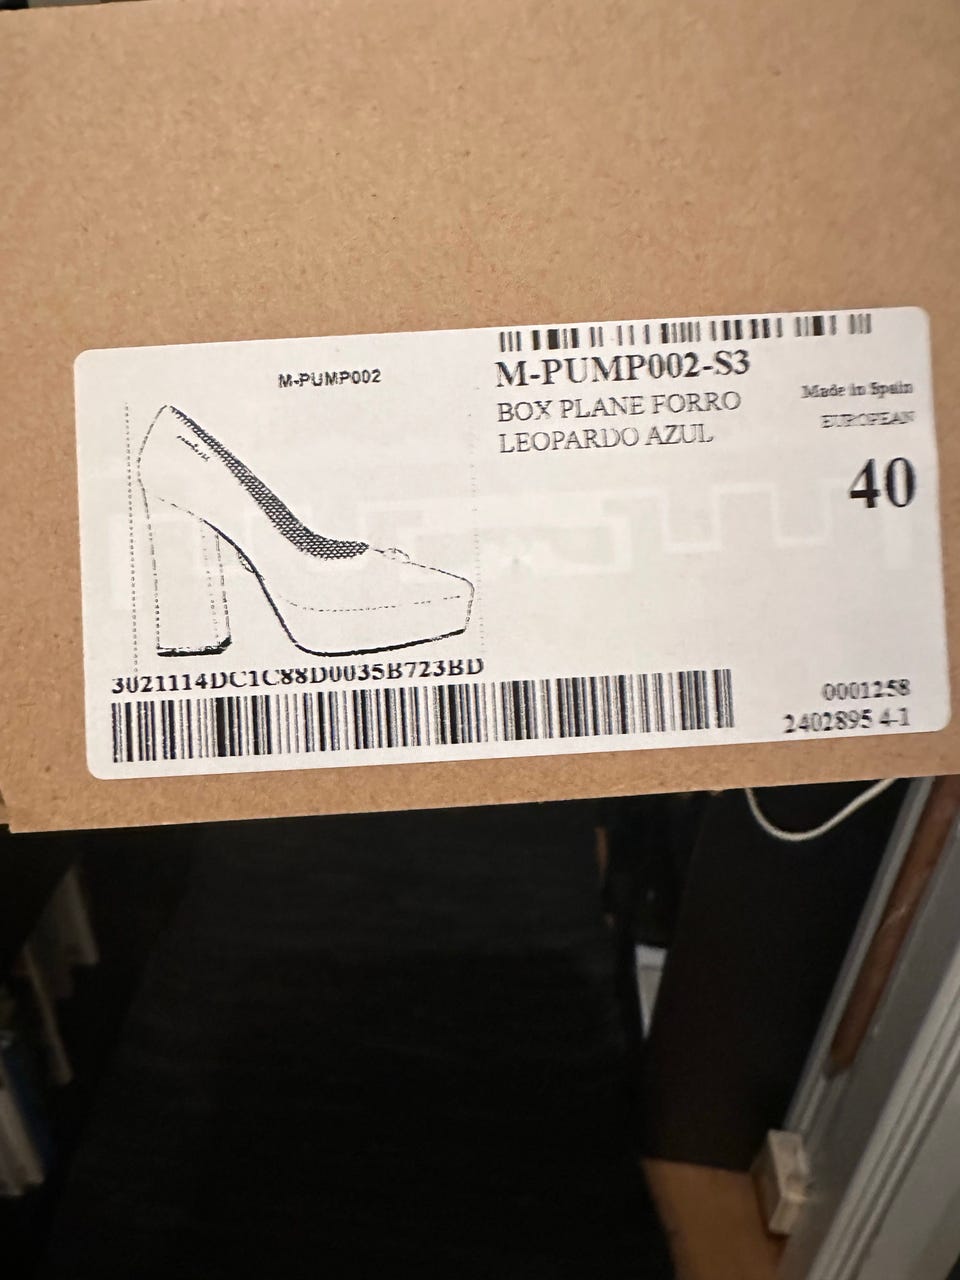 M-PUMP002
M-PUMP002-S3
BOX PLANE FORRO
LEOPARDO AZUL
Made in Spain
EUROPEAN
40
3021114DC1C88D0035B723BD
0001258
2402895 4-1